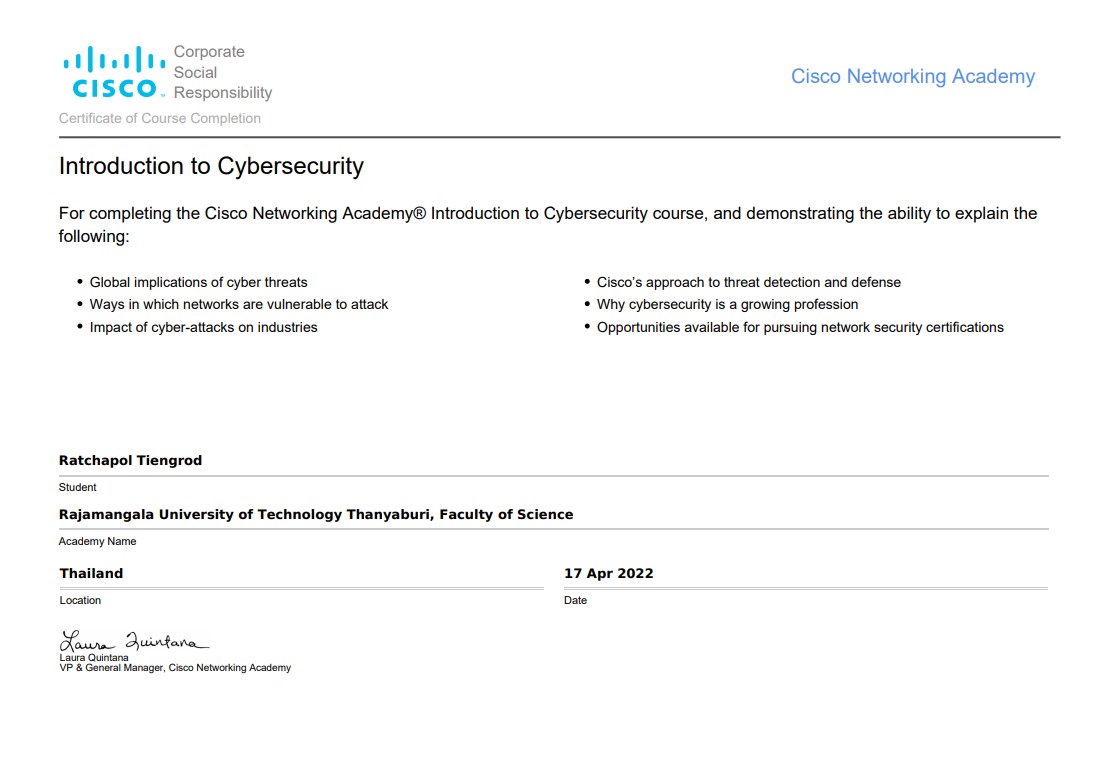 Corporate
Social
Responsibility
CISCO™
Cisco Networking Academy
Certificate of Course Completion
Introduction to Cybersecurity
For completing the Cisco Networking Academy® Introduction to Cybersecurity course, and demonstrating the ability to explain the
following:
• Global implications of cyber threats
• Ways in which networks are vulnerable to attack
• Impact of cyber-attacks on industries
• Cisco’s approach to threat detection and defense
• Why cybersecurity is a growing profession
• Opportunities available for pursuing network security certifications
Ratchapol Tiengrod
Student
Rajamangala University of Technology Thanyaburi, Faculty of Science
Academy Name
Thailand
Location
17 Apr 2022
Date
Laura Quintana
Laura Quintana
VP & General Manager, Cisco Networking Academy